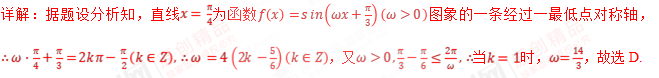 详解：据题设分析知，直线x=π/4为函数f(x)=sin(ωx+π/3)(ω>0)图象的一条经过一最低点对称轴，
∴ω·π/4+π/3=2kπ-π/2(k∈Z),∴ω=4(2k-5/6)(k∈Z)，又ω>0,π/3-π/6≤2π/ω,∴当k=1时，ω=14/3，故选 D.